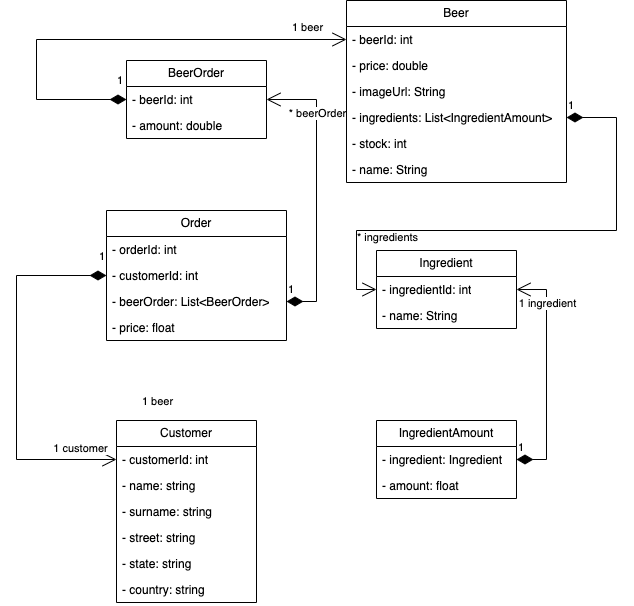 1 beer
Beer
- beerId: int
- price: double
- imageUrl: String
- ingredients: List<IngredientAmount>
- stock: int
- name: String
1
1
BeerOrder
- beerId: int
- amount: double
* beerOrder
Order
- orderId: int
- customerId: int
- beerOrder: List<BeerOrder>
- price: float
1
1
* ingredients
Ingredient
- ingredientId: int
- name: String
1 ingredient
1 beer
1 customer
Customer
- customerId: int
- name: string
- surname: string
- street: string
- state: string
- country: string
IngredientAmount
- ingredient: Ingredient
- amount: float
1